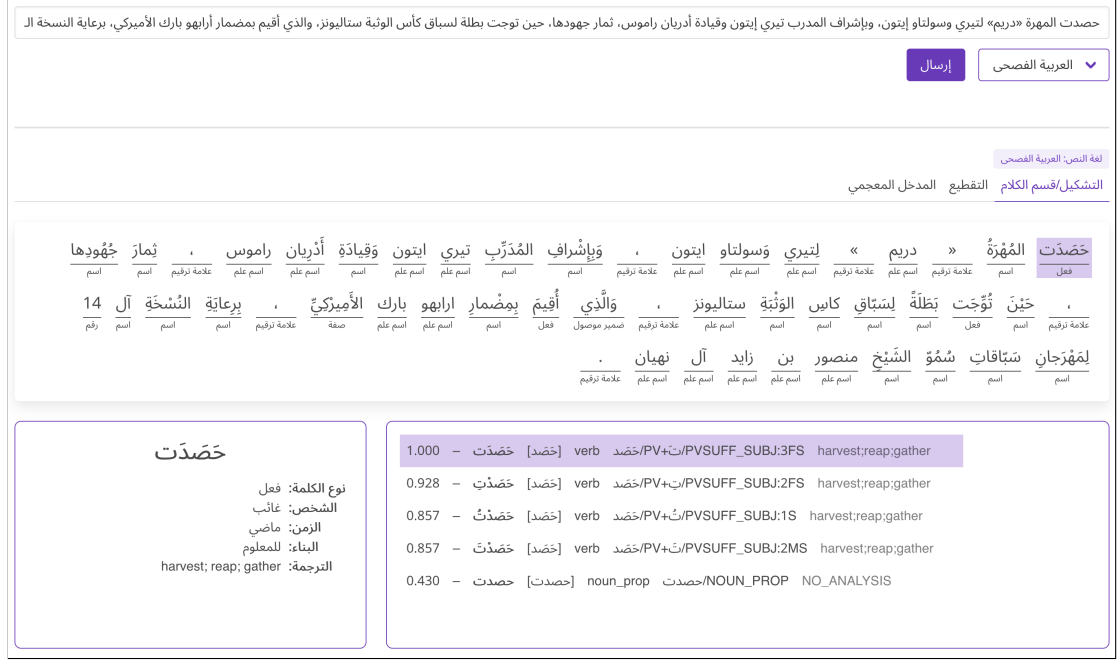 حصدت المهرة «دريم» لتيري وسولتاو إيتون، وبإشراف المدرب تيري إيتون وقيادة أدريان راموس، ثمار جهودها، حين توجت بطلة لسباق كأس الوثبة ستاليونز، والذي أقيم بمضمار أرابهو بارك الأميركي، برعاية النسخة الـ
العربية الفصحى
إرسال
لغة النص: العربية الفصحى
التشكيل/قسم الكلام التقطيع المدخل المعجمي
حَصَدَت المُهْرَةُ « دريم » لِتيري وَسولتاو ايتون ، وَبِإِشْرافِ المُدَرِّبِ تيري ايتون وَقِيادَةِ أَدْرِيان راموس ، ثِمارَ جُهُودِها
فعل اسم علامة ترقيم اسم علم علامة ترقيم اسم علم اسم علم اسم علم علامة ترقيم اسم اسم اسم علم اسم علم اسم اسم علم اسم علم علامة ترقيم اسم اسم
، حَيْنَ تُوِّجَت بَطَلَةً لِسَبّاقِ كاسِ الوَثْبَةِ ستاليونز ، وَالَّذِي أُقِيمَ بِمِضْمارِ ارابهو بارك الأَمِيرْكِيِّ ، بِرِعايَةِ النُسْخَةِ آل 14
علامة ترقيم اسم فعل اسم اسم اسم اسم اسم علم علامة ترقيم ضمير موصول فعل اسم اسم علم اسم علم صفة علامة ترقيم اسم اسم اسم رقم
لِمَهْرَجانِ سَبّاقاتِ سُمُوّ الشَيْخِ منصور بن زايد آل نهيان .
اسم اسم اسم اسم اسم علم اسم علم اسم علم اسم علم اسم علم علامة ترقيم
حَصَدَت
نوع الكلمة: فعل
الشخص: غائب
الزمن: ماضي
البناء: للمعلوم
الترجمة: harvest; reap; gather
1.000 – حَصَدَت [حَصَد] verb حَصَد/PV+ت/PVSUFF_SUBJ:3FS harvest;reap;gather
0.928 – حَصَدْتِ [حَصَد] verb حَصَد/PV+تِ/PVSUFF_SUBJ:2FS harvest;reap;gather
0.857 – حَصَدْتُ [حَصَد] verb حَصَد/PV+تُ/PVSUFF_SUBJ:1S harvest;reap;gather
0.857 – حَصَدْتَ [حَصَد] verb حَصَد/PV+تَ/PVSUFF_SUBJ:2MS harvest;reap;gather
0.430 – حصدت [حصدت] noun_prop حصدت/NOUN_PROP NO_ANALYSIS